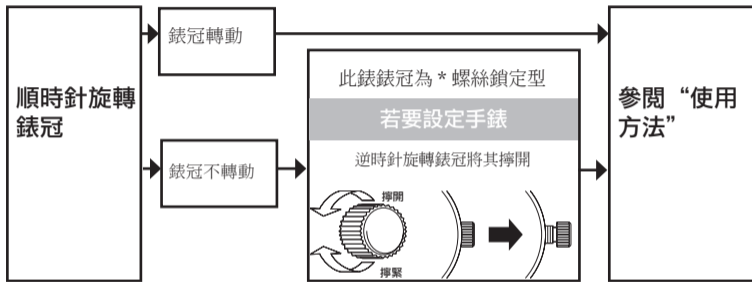 順時針旋轉
錶冠
錶冠轉動
錶冠不轉動
此錶錶冠為 * 螺絲鎖定型
若要設定手錶
逆時針旋轉錶冠將其擰開
擰開
擰緊
參閱“使用
方法”